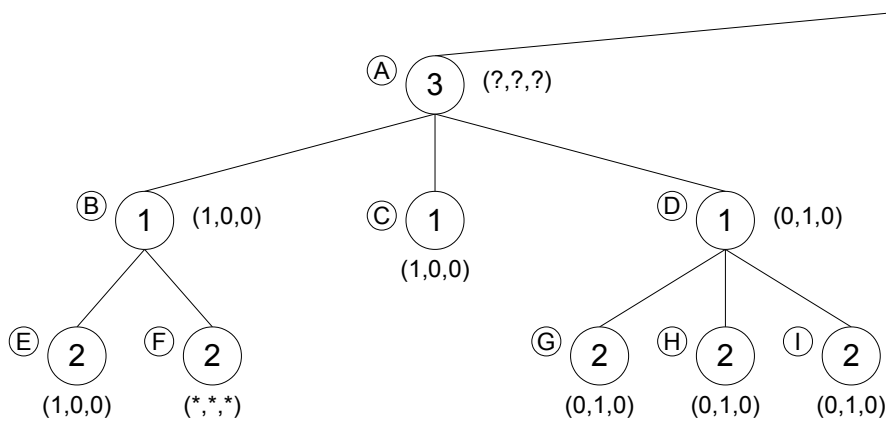 A 3 (?,?,?)
B 1 (1,0,0) C 1 D 1 (0,1,0)
(1,0,0)
E 2 F 2 G 2 H 2 I 2
(1,0,0) (*,*,*) (0,1,0) (0,1,0) (0,1,0)